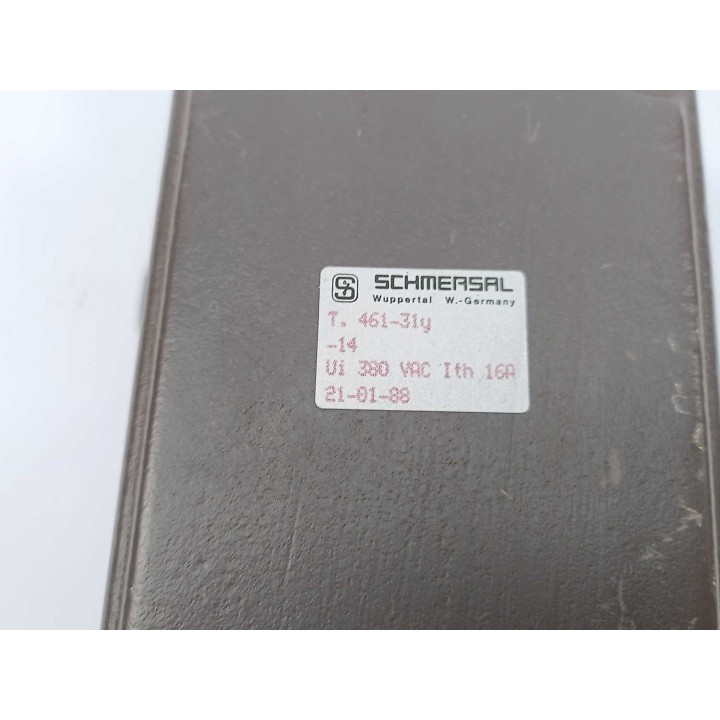 SCHMERSAL
Wuppertal W.-Germany
T. 461-31y
-14
Ui 380 VAC Ith 16A
21-01-88